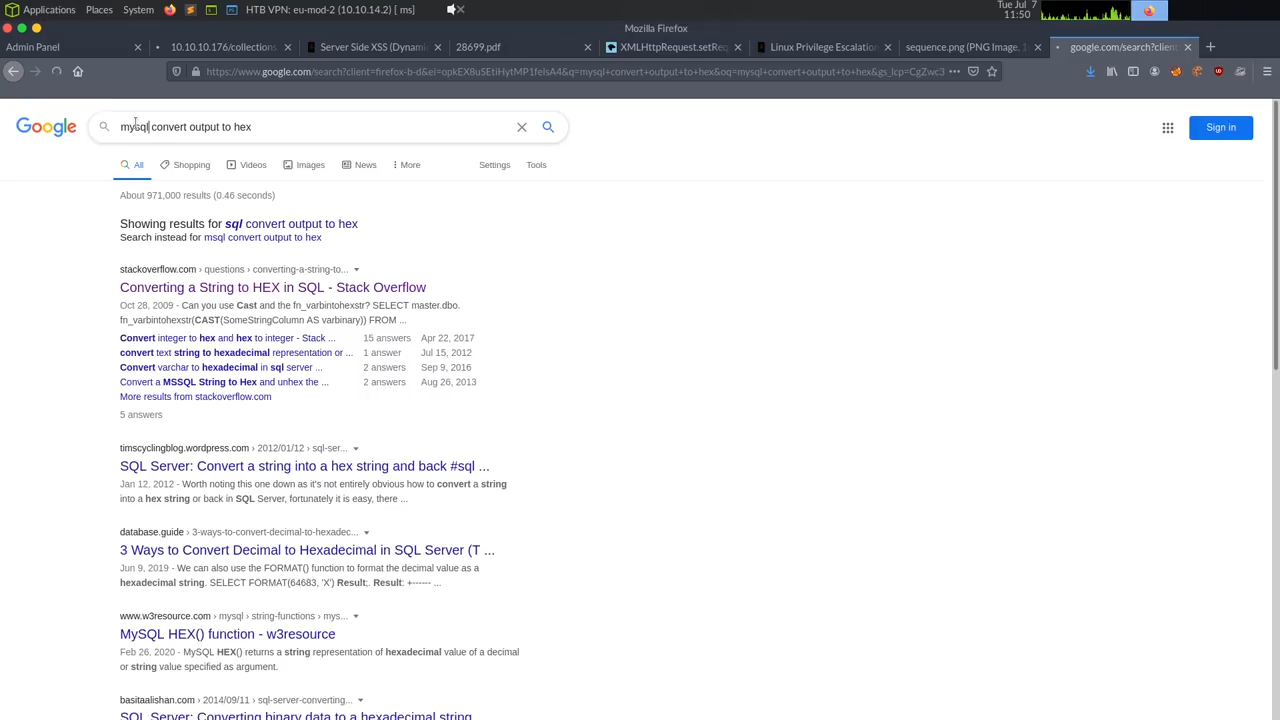 Applications Places System HTB VPN: eu-mod-2 (10.10.14.2) [ ms] Tue Jul 7
11:50
Mozilla Firefox
Admin Panel 10.10.10.176/collections Server Side XSS (Dynamic 28699.pdf XMLHttpRequest.setReq Linux Privilege Escalation sequence.png (PNG Image, 1 google.com/search?client
https://www.google.com/search?client=firefox-b-d&ei=opkEX8uSEtiHytMP1felsA4&q=mysql+convert+output+to+hex&oq=mysql+convert+output+to+hex&gs_lcp=CgZwc3
Google mysql convert output to hex Sign in
All Shopping Videos Images News More Settings Tools
About 971,000 results (0.46 seconds)
Showing results for sql convert output to hex
Search instead for msql convert output to hex
stackoverflow.com › questions › converting-a-string-to...
Converting a String to HEX in SQL - Stack Overflow
Oct 28, 2009 - Can you use Cast and the fn_varbintohexstr? SELECT master.dbo.
fn_varbintohexstr(CAST(SomeStringColumn AS varbinary)) FROM ...
Convert integer to hex and hex to integer - Stack ... 15 answers Apr 22, 2017
convert text string to hexadecimal representation or ... 1 answer Jul 15, 2012
Convert varchar to hexadecimal in sql server ... 2 answers Sep 9, 2016
Convert a MSSQL String to Hex and unhex the ... 2 answers Aug 26, 2013
More results from stackoverflow.com
5 answers
timscyclingblog.wordpress.com › 2012/01/12 › sql-ser...
SQL Server: Convert a string into a hex string and back #sql ...
Jan 12, 2012 - Worth noting this one down as it's not entirely obvious how to convert a string
into a hex string or back in SQL Server, fortunately it is easy, there ...
database.guide › 3-ways-to-convert-decimal-to-hexadec...
3 Ways to Convert Decimal to Hexadecimal in SQL Server (T ...
Jun 9, 2019 - We can also use the FORMAT() function to format the decimal value as a
hexadecimal string. SELECT FORMAT(64683, 'X') Result;. Result: +------ ...
www.w3resource.com › mysql › string-functions › mys...
MySQL HEX() function - w3resource
Feb 26, 2020 - MySQL HEX() returns a string representation of hexadecimal value of a decimal
or string value specified as argument.
basitaalishan.com › 2014/09/11 › sql-server-converting...
SQL Server: Converting binary data to a hexadecimal string